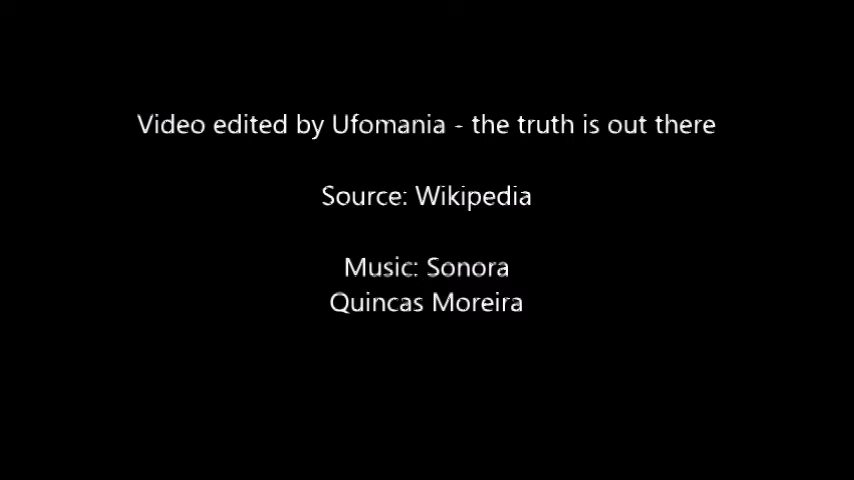 Video edited by Ufomania - the truth is out there
Source: Wikipedia
Music: Sonora
Quincas Moreira